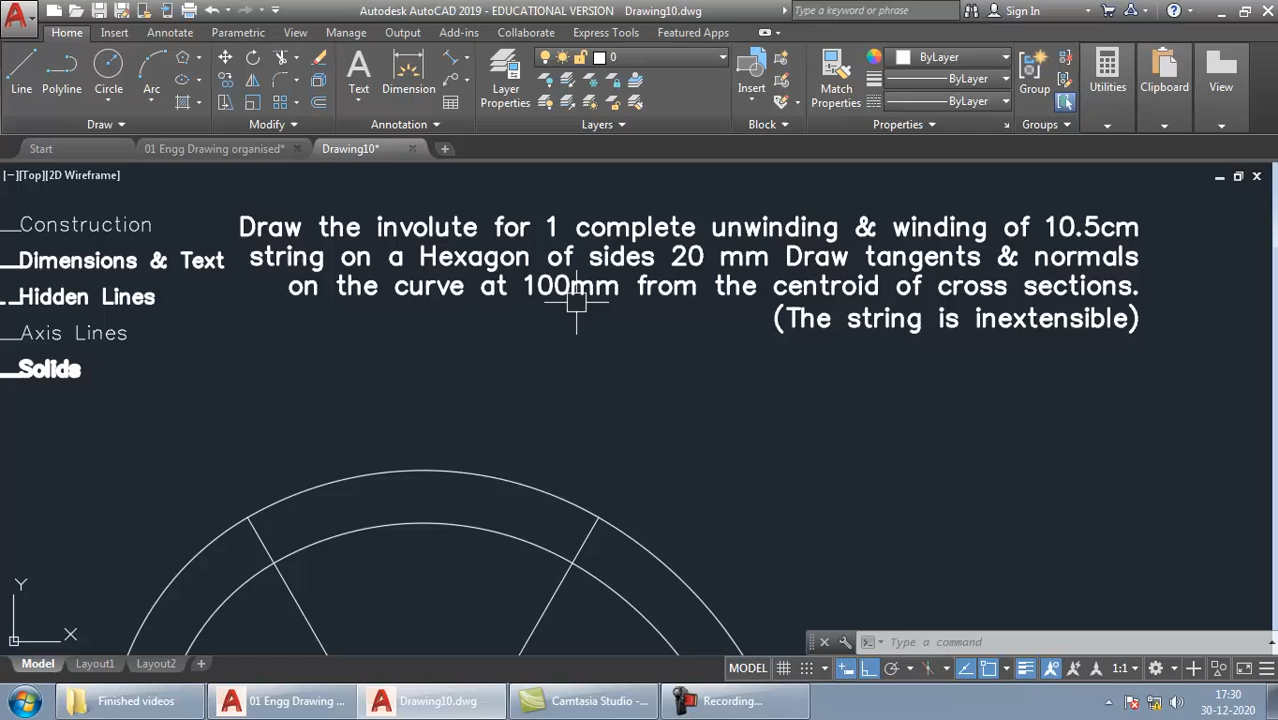 Autodesk AutoCAD 2019 - EDUCATIONAL VERSION Drawing10.dwg
Type a keyword or phrase
Sign In
Home Insert Annotate Parametric View Manage Output Add-ins Collaborate Express Tools Featured Apps
Line Polyline Circle Arc
Text Dimension
Layer Properties
0
Insert
Match Properties
ByLayer
ByLayer
ByLayer
Group
Utilities
Clipboard
View
Draw Modify Annotation Layers Block Properties Groups
Start 01 Engg Drawing organised* Drawing10*
[−][Top][2D Wireframe]
Construction
Dimensions & Text
Hidden Lines
Axis Lines
Solids
Draw the involute for 1 complete unwinding & winding of 10.5cm
string on a Hexagon of sides 20 mm Draw tangents & normals
on the curve at 100mm from the centroid of cross sections.
(The string is inextensible)
Y
X
Type a command
Model Layout1 Layout2
MODEL
1:1
Finished videos
01 Engg Drawing ...
Drawing10.dwg
Camtasia Studio -...
Recording...
17:30
30-12-2020